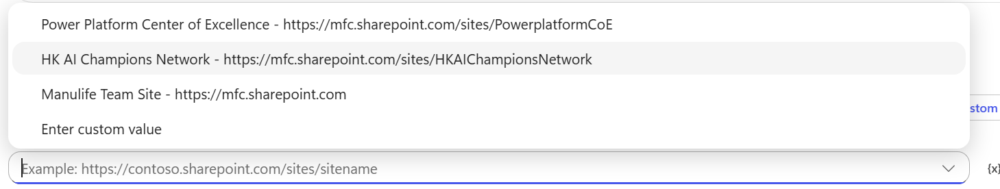 Power Platform Center of Excellence - https://mfc.sharepoint.com/sites/PowerplatformCoE
HK AI Champions Network - https://mfc.sharepoint.com/sites/HKAIChampionsNetwork
Manulife Team Site - https://mfc.sharepoint.com
stom
Enter custom value
Example: https://contoso.sharepoint.com/sites/sitename
{x}